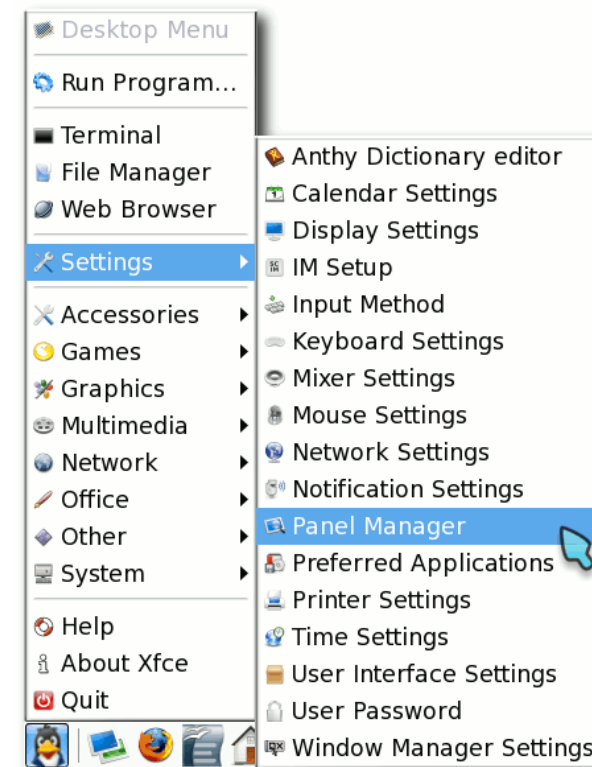 Desktop Menu
Run Program...
Terminal
File Manager
Web Browser
Settings
Accessories
Games
Graphics
Multimedia
Network
Office
Other
System
Help
About Xfce
Quit
Anthy Dictionary editor
Calendar Settings
Display Settings
IM Setup
Input Method
Keyboard Settings
Mixer Settings
Mouse Settings
Network Settings
Notification Settings
Panel Manager
Preferred Applications
Printer Settings
Time Settings
User Interface Settings
User Password
Window Manager Settings